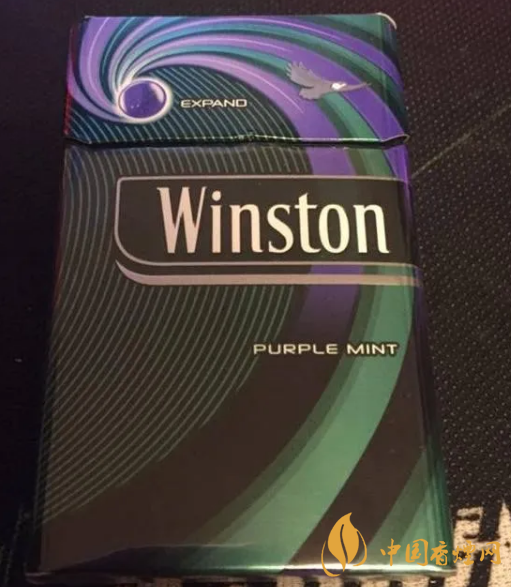 EXPAND
Winston
PURPLE MINT
中国香烟网